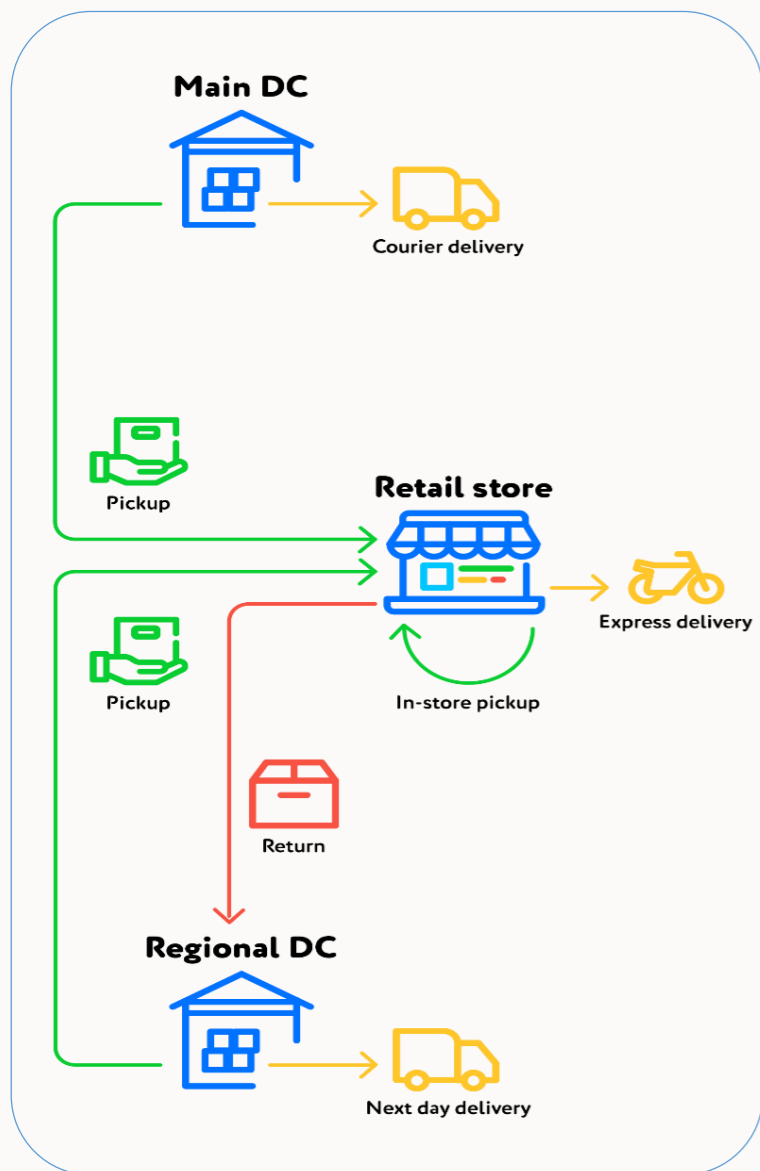 Main DC
Courier delivery
Pickup
Retail store
Express delivery
Pickup
In-store pickup
Return
Regional DC
Next day delivery